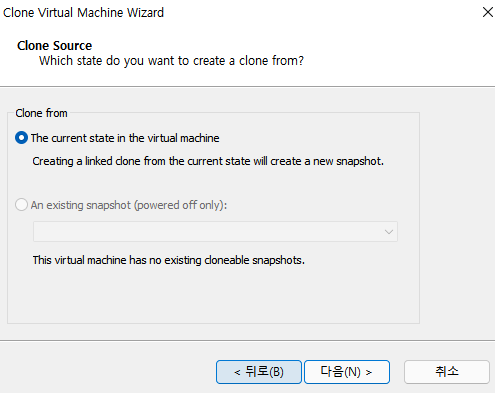 Clone Virtual Machine Wizard
Clone Source
Which state do you want to create a clone from?
Clone from
The current state in the virtual machine
Creating a linked clone from the current state will create a new snapshot.
An existing snapshot (powered off only):
This virtual machine has no existing cloneable snapshots.
< 뒤로(B)
다음(N) >
취소